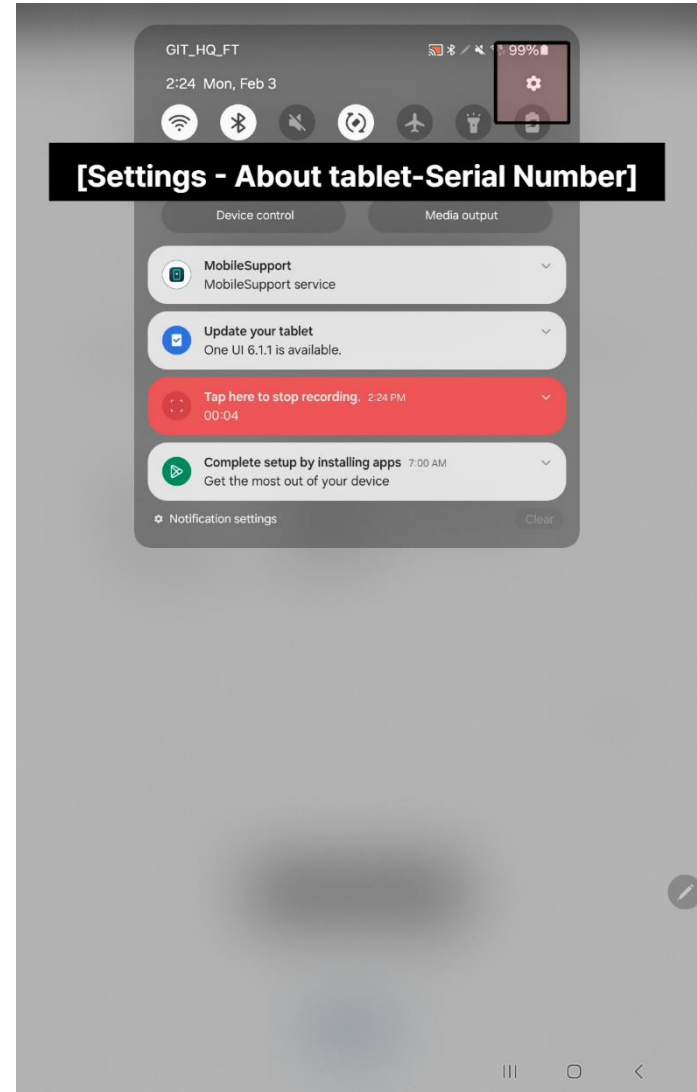 GIT_HQ_FT
99%
2:24 Mon, Feb 3
[Settings - About tablet-Serial Number]
Device control
Media output
MobileSupport
MobileSupport service
Update your tablet
One UI 6.1.1 is available.
Tap here to stop recording. 2:24 PM
00:04
Complete setup by installing apps 7:00 AM
Get the most out of your device
Notification settings
Clear